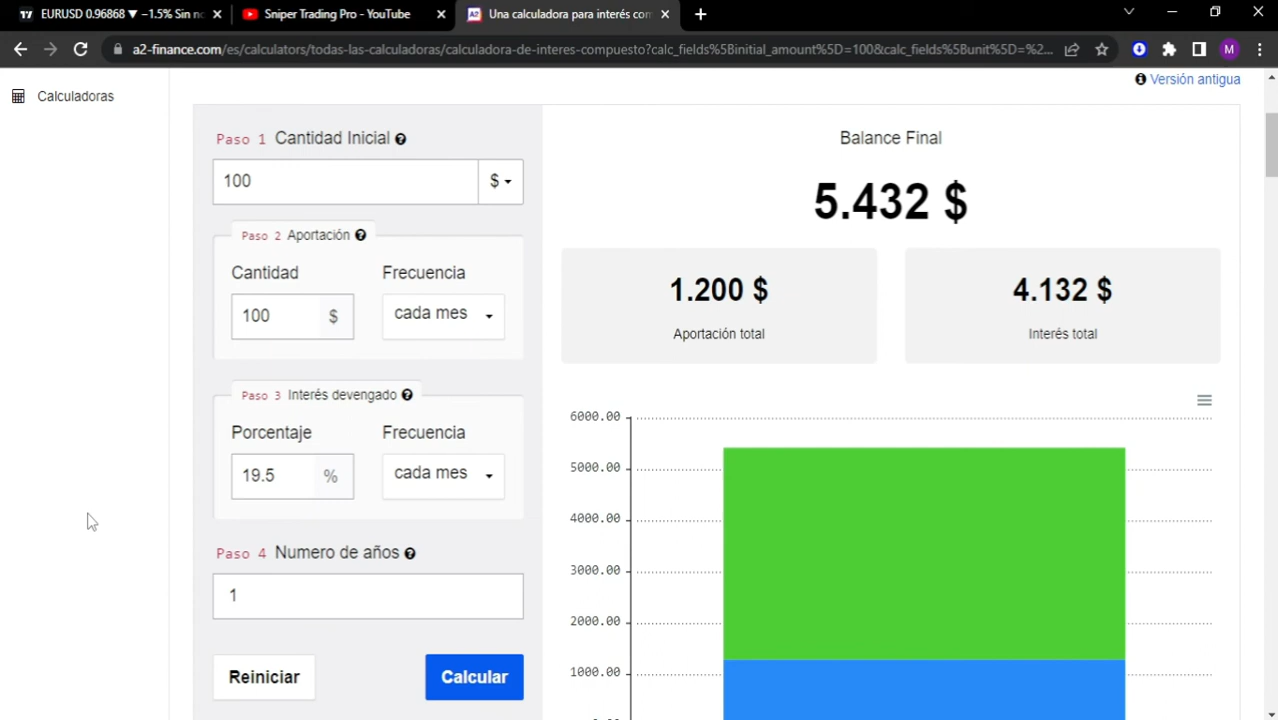 EURUSD 0.96868 ▼ −1.5% Sin no
Sniper Trading Pro - YouTube
Una calculadora para interés com
a2-finance.com/es/calculators/todas-las-calculadoras/calculadora-de-interes-compuesto?calc_fields%5Binitial_amount%5D=100&calc_fields%5Bunit%5D=%2...
M
Calculadoras
Versión antigua
Paso 1 Cantidad Inicial
100
$
Paso 2 Aportación
Cantidad
Frecuencia
100 $
cada mes
Paso 3 Interés devengado
Porcentaje
Frecuencia
19.5 %
cada mes
Paso 4 Numero de años
1
Reiniciar
Calcular
Balance Final
5.432 $
1.200 $
Aportación total
4.132 $
Interés total
6000.00
5000.00
4000.00
3000.00
2000.00
1000.00